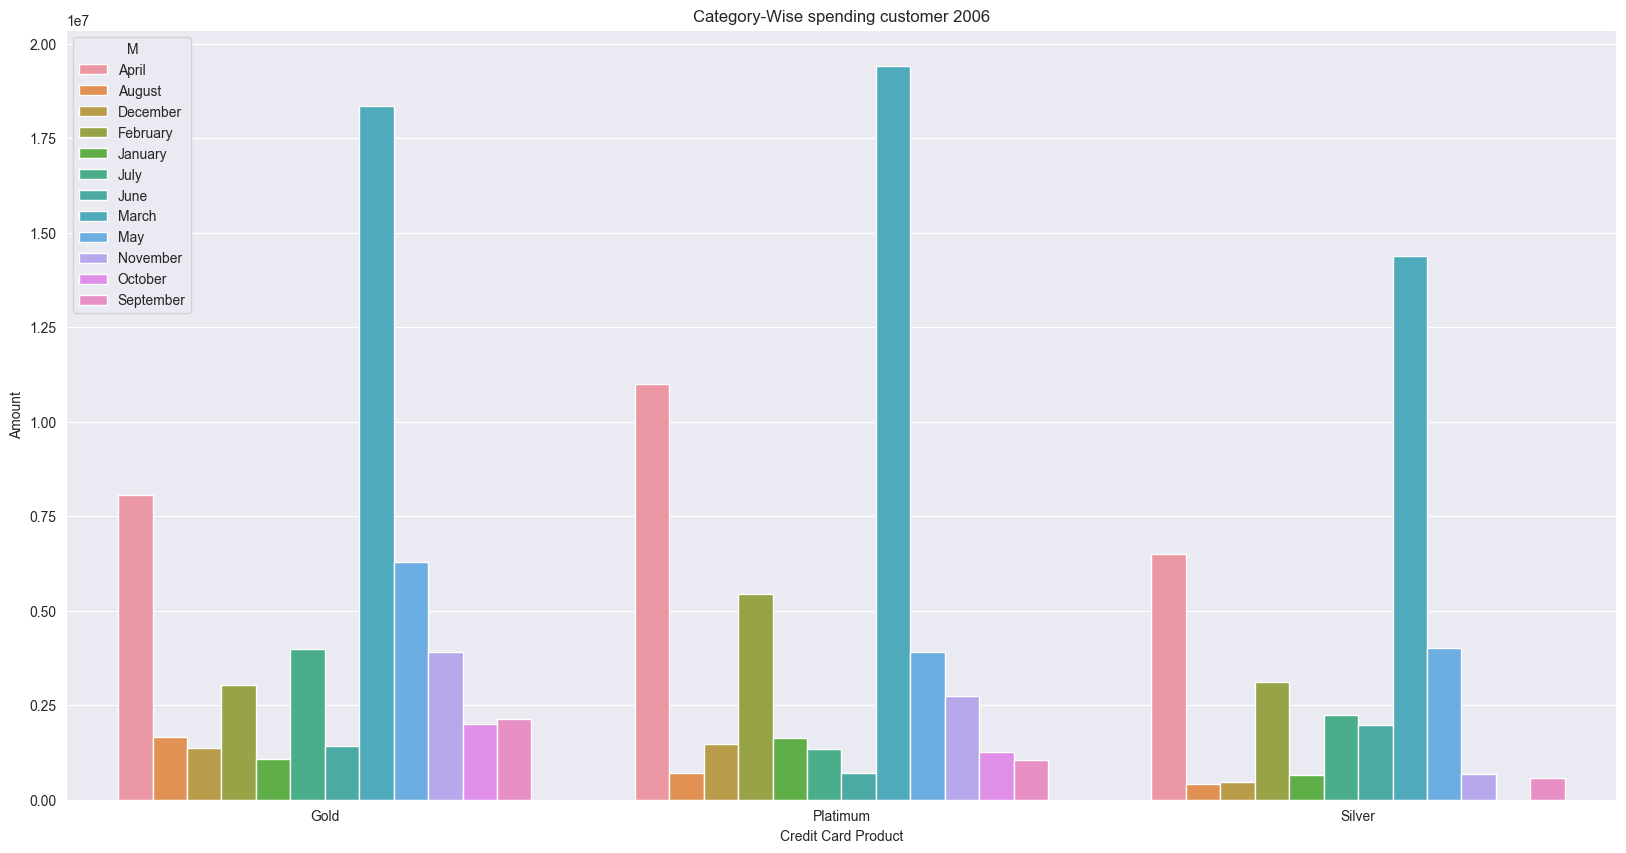 Category-Wise spending customer 2006
1e7
2.00
1.75
1.50
1.25
1.00
0.75
0.50
0.25
0.00
Amount
M
April
August
December
February
January
July
June
March
May
November
October
September
Gold
Platimum
Silver
Credit Card Product